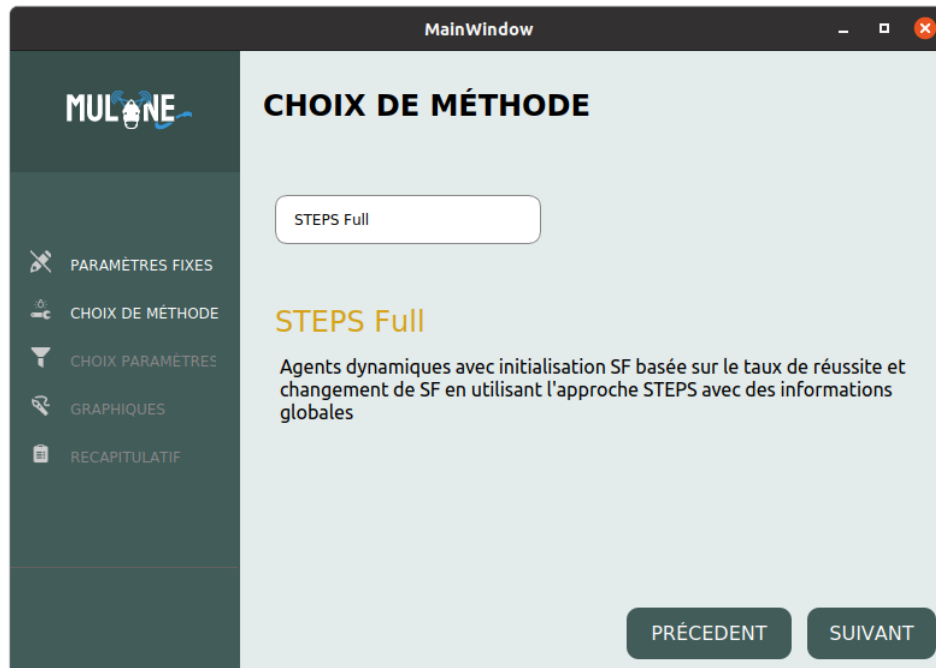 MainWindow
MULANE
CHOIX DE MÉTHODE
STEPS Full
PARAMÈTRES FIXES
CHOIX DE MÉTHODE
CHOIX PARAMÈTRES
GRAPHIQUES
RECAPITULATIF
STEPS Full
Agents dynamiques avec initialisation SF basée sur le taux de réussite et
changement de SF en utilisant l'approche STEPS avec des informations
globales
PRÉCEDENT
SUIVANT